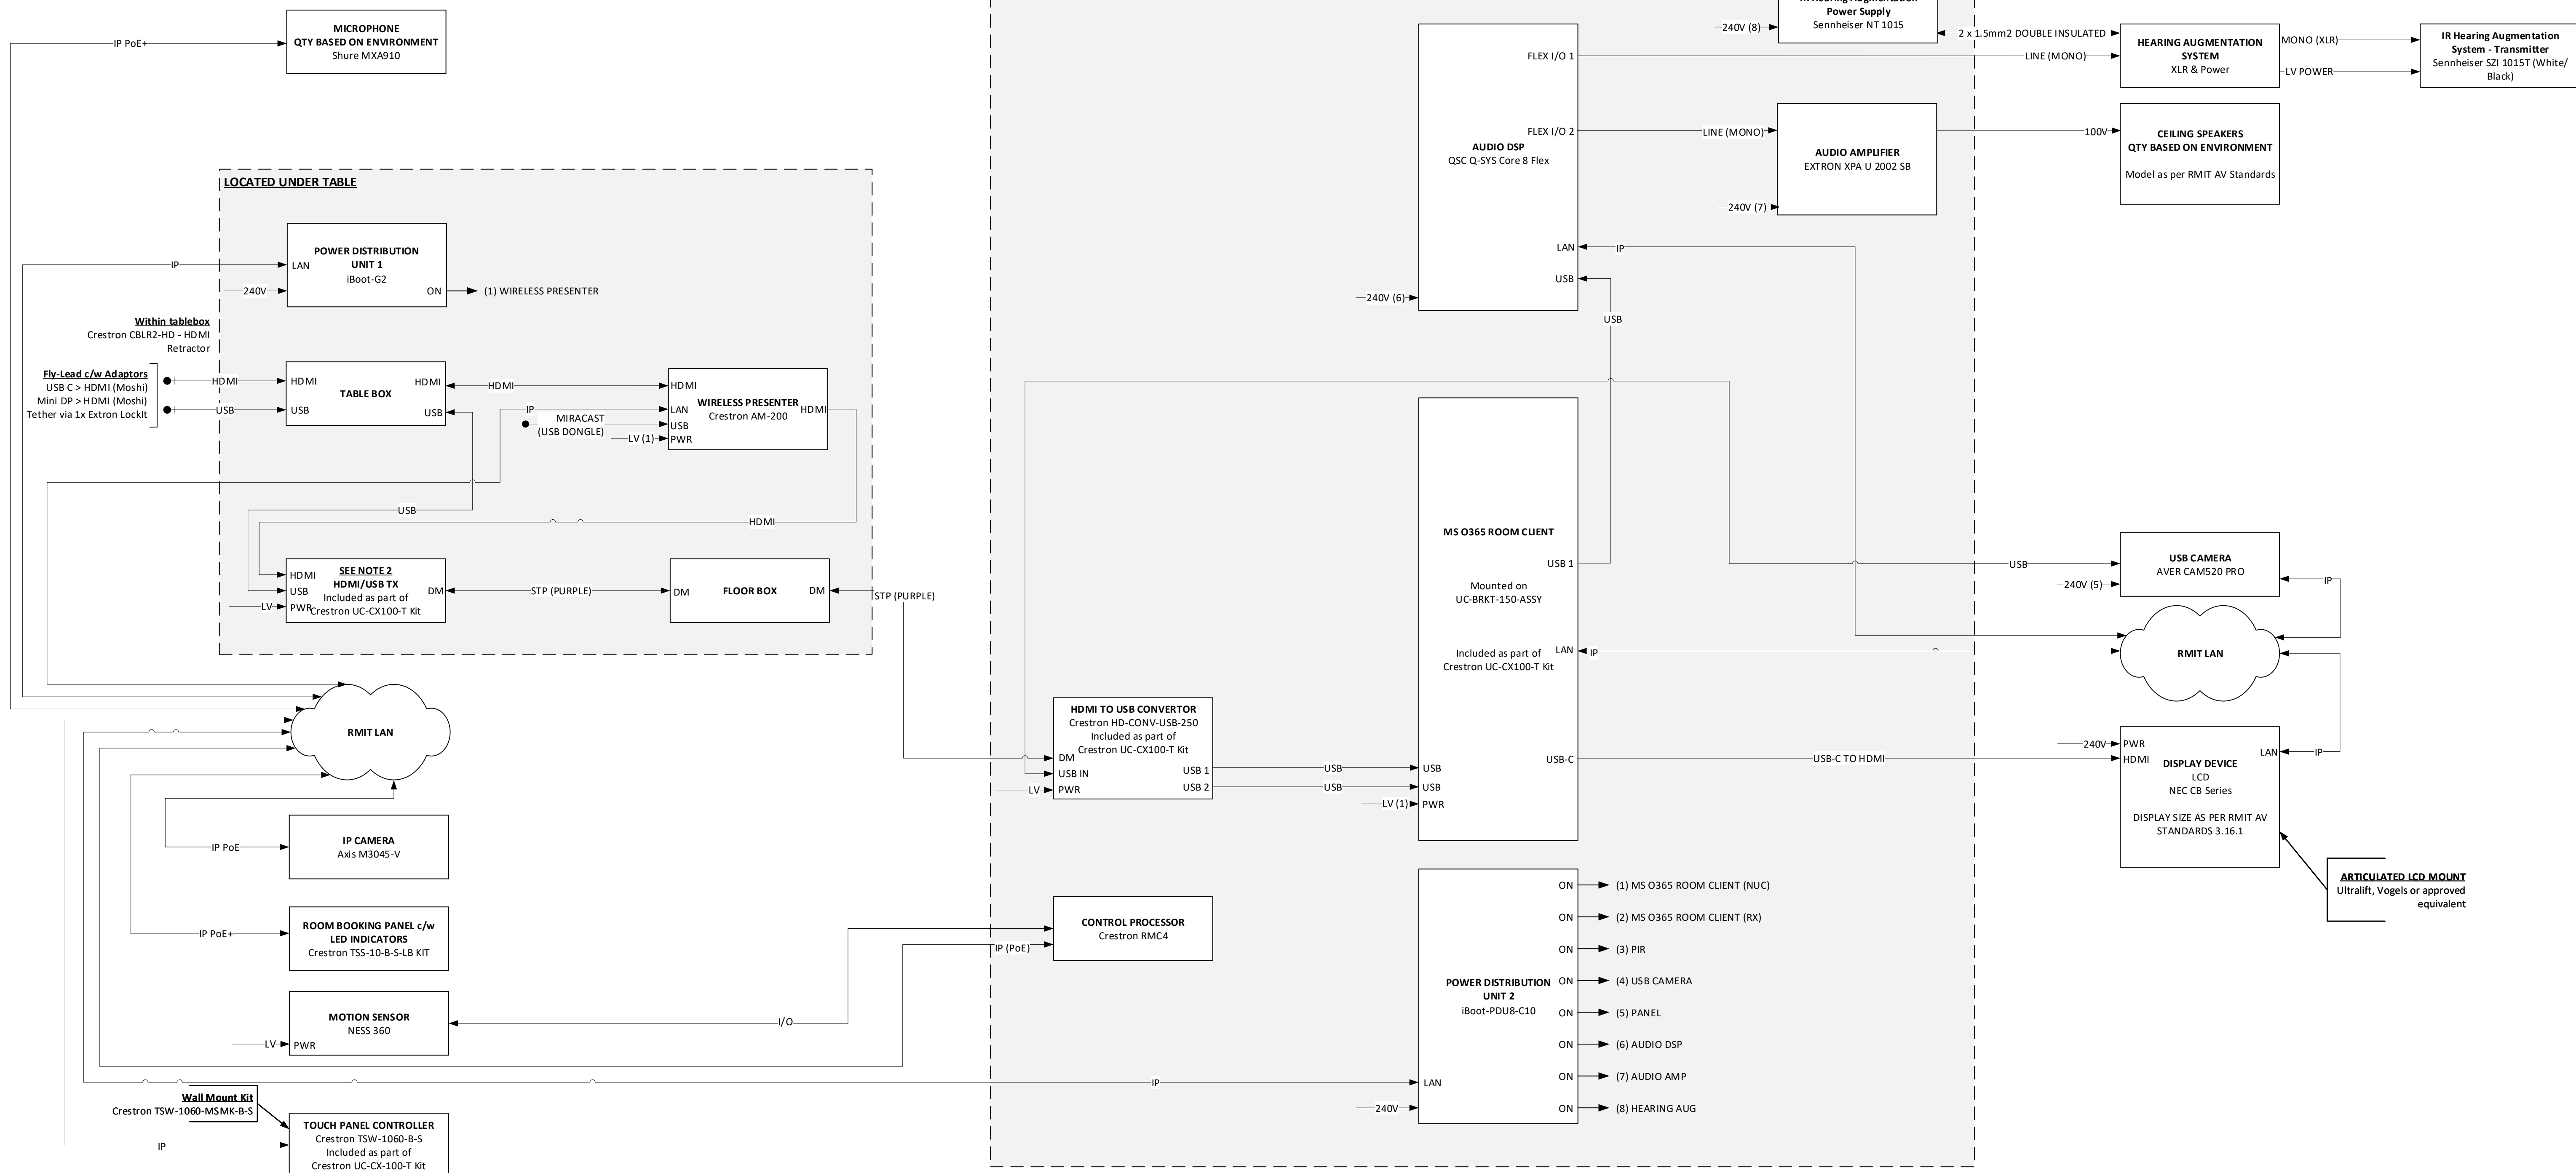 MICROPHONE
QTY BASED ON ENVIRONMENT
Shure MXA910
IP PoE+
LOCATED UNDER TABLE
POWER DISTRIBUTION
UNIT 1
iBoot-G2
IP
LAN
240V
ON
(1) WIRELESS PRESENTER
Within tablebox
Crestron CBLR2-HD - HDMI
Retractor
Fly-Lead c/w Adaptors
USB C > HDMI (Moshi)
Mini DP > HDMI (Moshi)
Tether via 1x Extron LockIt
HDMI
USB
HDMI
USB
TABLE BOX
HDMI
USB
HDMI
IP
MIRACAST
(USB DONGLE)
LV (1)
HDMI
LAN
USB
PWR
WIRELESS PRESENTER
Crestron AM-200
HDMI
USB
HDMI
HDMI
USB
LV
PWR
SEE NOTE 2
HDMI/USB TX
Included as part of
Crestron UC-CX100-T Kit
DM
STP (PURPLE)
DM
FLOOR BOX
DM
STP (PURPLE)
RMIT LAN
IP PoE
IP CAMERA
Axis M3045-V
IP PoE+
ROOM BOOKING PANEL c/w
LED INDICATORS
Crestron TSS-10-B-S-LB KIT
MOTION SENSOR
NESS 360
LV
PWR
I/O
Wall Mount Kit
Crestron TSW-1060-MSMK-B-S
IP
TOUCH PANEL CONTROLLER
Crestron TSW-1060-B-S
Included as part of
Crestron UC-CX-100-T Kit
IR Hearing Augmentation
Power Supply
Sennheiser NT 1015
240V (8)
2 x 1.5mm2 DOUBLE INSULATED
HEARING AUGMENTATION
SYSTEM
XLR & Power
MONO (XLR)
LV POWER
IR Hearing Augmentation
System - Transmitter
Sennheiser SZI 1015T (White/
Black)
FLEX I/O 1
LINE (MONO)
FLEX I/O 2
LINE (MONO)
AUDIO DSP
QSC Q-SYS Core 8 Flex
LAN
IP
USB
240V (6)
USB
AUDIO AMPLIFIER
EXTRON XPA U 2002 SB
240V (7)
100V
CEILING SPEAKERS
QTY BASED ON ENVIRONMENT
Model as per RMIT AV Standards
MS O365 ROOM CLIENT
Mounted on
UC-BRKT-150-ASSY
Included as part of
Crestron UC-CX100-T Kit
USB 1
LAN
IP
USB-C
USB-C TO HDMI
USB
USB
LV (1)
PWR
HDMI TO USB CONVERTOR
Crestron HD-CONV-USB-250
Included as part of
Crestron UC-CX100-T Kit
DM
USB IN
LV
PWR
USB 1
USB 2
USB
USB
USB
240V (5)
USB CAMERA
AVER CAM520 PRO
IP
RMIT LAN
240V
PWR
HDMI
LAN
IP
DISPLAY DEVICE
LCD
NEC CB Series
DISPLAY SIZE AS PER RMIT AV
STANDARDS 3.16.1
ARTICULATED LCD MOUNT
Ultralift, Vogels or approved
equivalent
CONTROL PROCESSOR
Crestron RMC4
IP (PoE)
IP
POWER DISTRIBUTION
UNIT 2
iBoot-PDU8-C10
LAN
240V
ON
(1) MS O365 ROOM CLIENT (NUC)
ON
(2) MS O365 ROOM CLIENT (RX)
ON
(3) PIR
ON
(4) USB CAMERA
ON
(5) PANEL
ON
(6) AUDIO DSP
ON
(7) AUDIO AMP
ON
(8) HEARING AUG